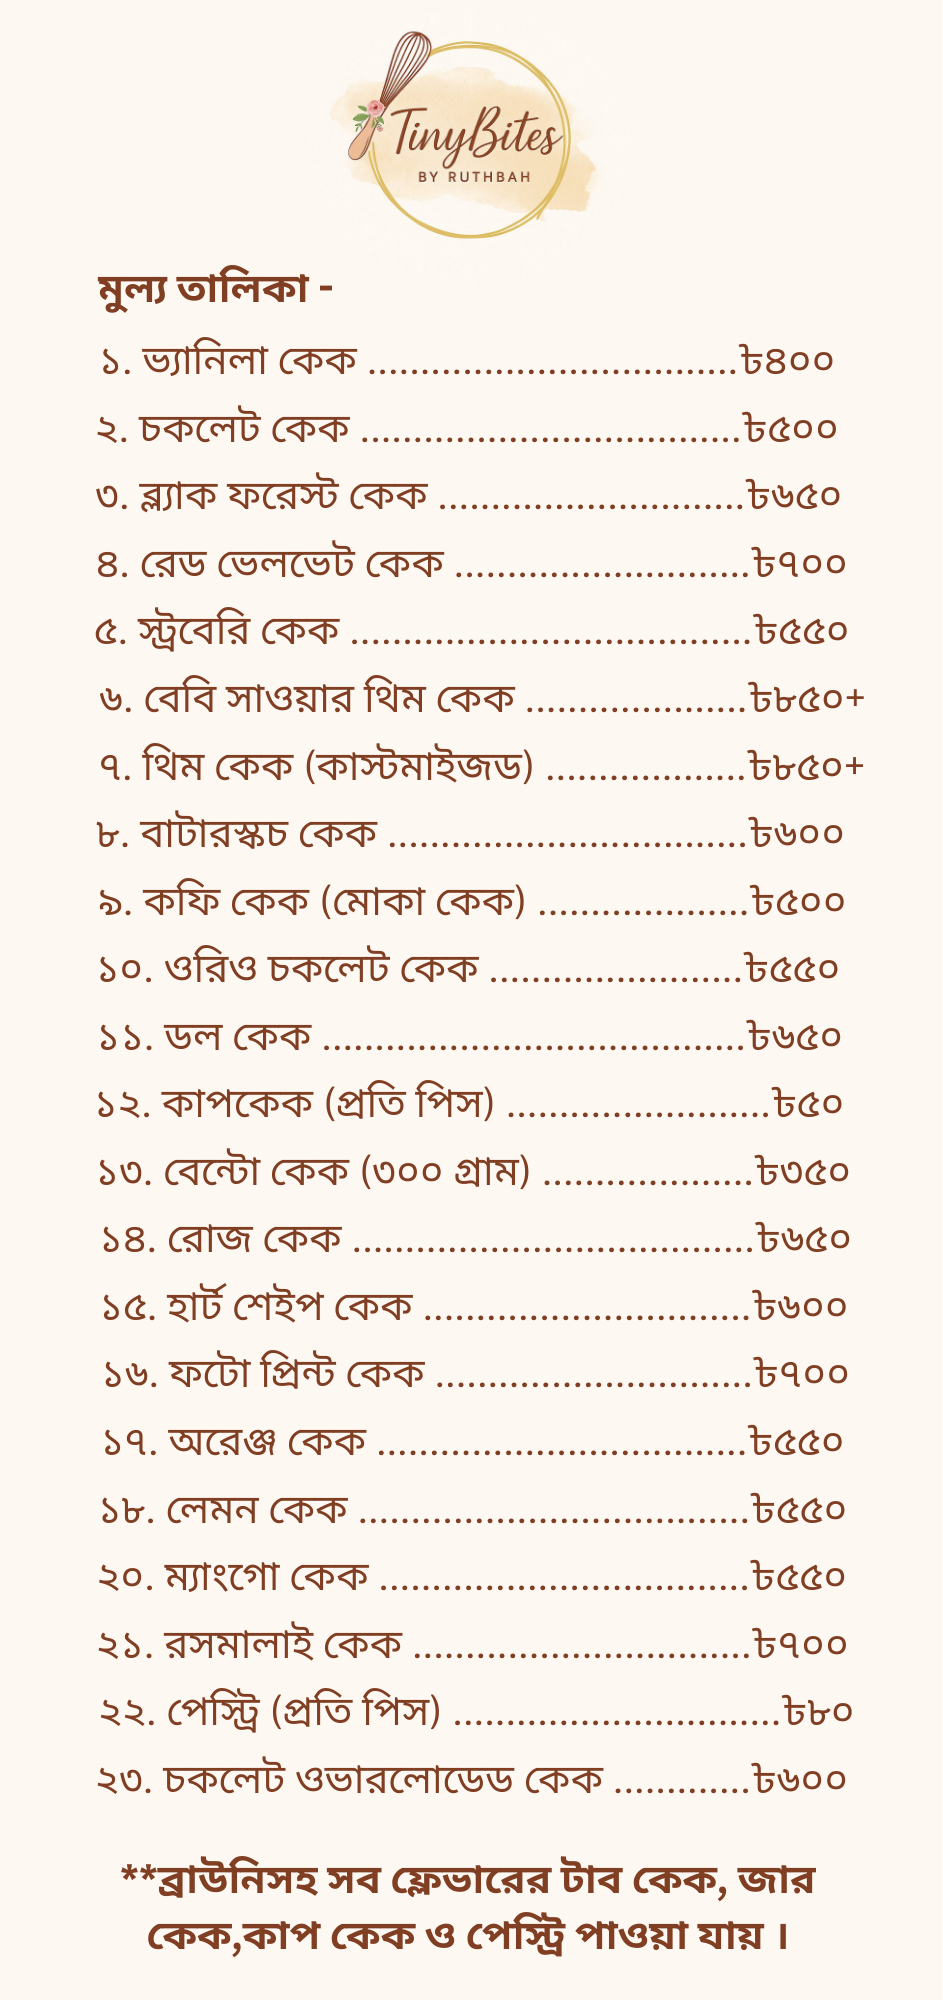 TinyBites
BY RUTHBAH
মুল্য তালিকা -
১. ভ্যানিলা কেক ...................................৳৪০০
২. চকলেট কেক ....................................৳৫০০
৩. ব্ল্যাক ফরেস্ট কেক .............................৳৬৫০
৪. রেড ভেলভেট কেক ............................৳৭০০
৫. স্ট্রবেরি কেক ......................................৳৫৫০
৬. বেবি সাওয়ার থিম কেক .....................৳৮৫০+
৭. থিম কেক (কাস্টমাইজড) ...................৳৮৫০+
৮. বাটারস্কচ কেক ..................................৳৬০০
৯. কফি কেক (মোকা কেক) ....................৳৫০০
১০. ওরিও চকলেট কেক ........................৳৫৫০
১১. ডল কেক ........................................৳৬৫০
১২. কাপকেক (প্রতি পিস) .........................৳৫০
১৩. বেন্টো কেক (৩০০ গ্রাম) ....................৳৩৫০
১৪. রোজ কেক ......................................৳৬৫০
১৫. হার্ট শেইপ কেক ...............................৳৬০০
১৬. ফটো প্রিন্ট কেক ..............................৳৭০০
১৭. অরেঞ্জ কেক ...................................৳৫৫০
১৮. লেমন কেক .....................................৳৫৫০
২০. ম্যাংগো কেক ...................................৳৫৫০
২১. রসমালাই কেক ................................৳৭০০
২২. পেস্ট্রি (প্রতি পিস) ...............................৳৮০
২৩. চকলেট ওভারলোডেড কেক .............৳৬০০
**ব্রাউনিসহ সব ফ্লেভারের টাব কেক, জার
কেক,কাপ কেক ও পেস্ট্রি পাওয়া যায় ।